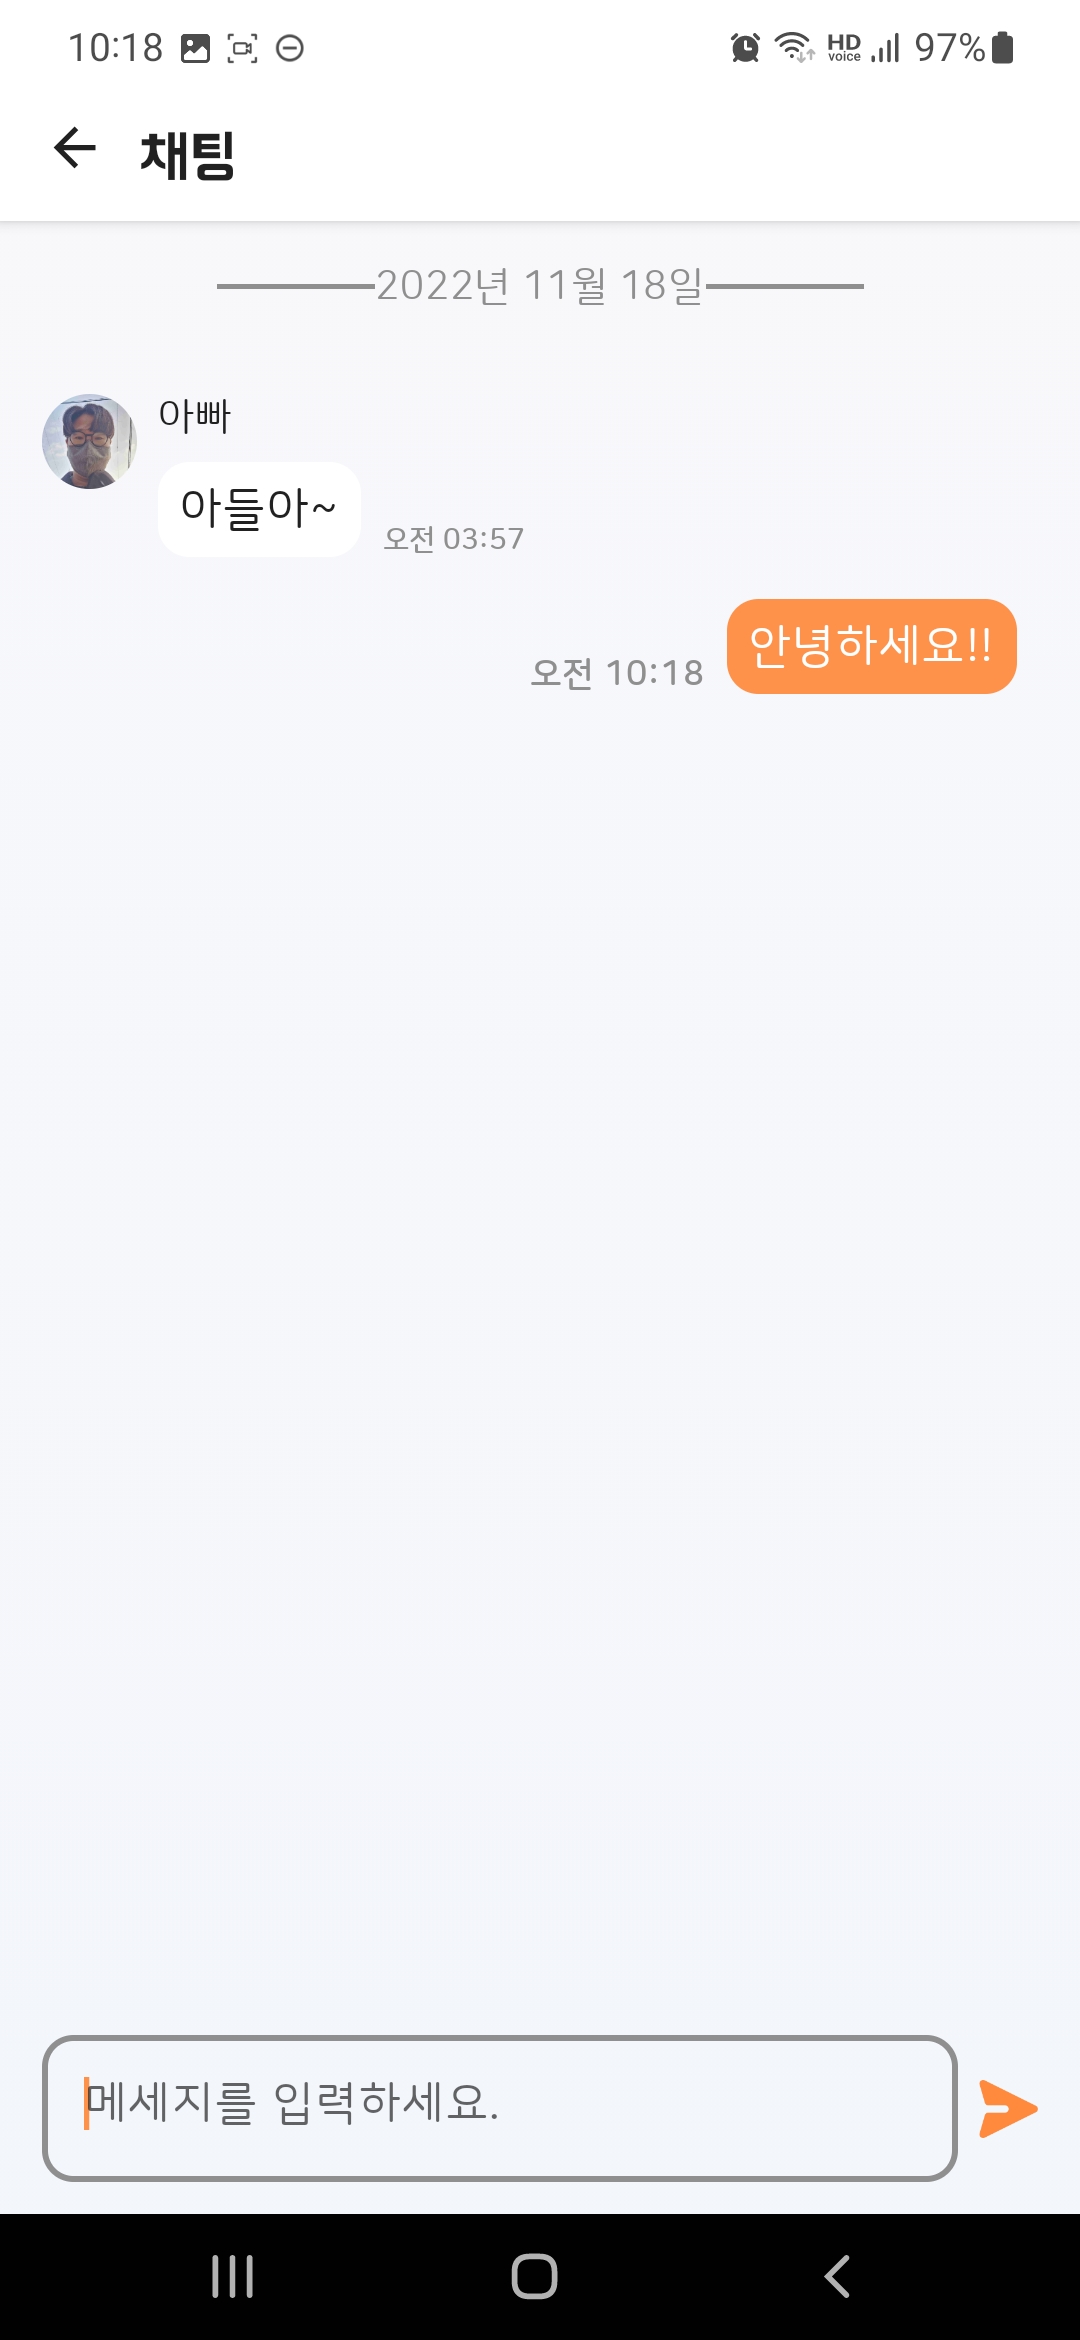 10:18 HD voice 97%
채팅
2022년 11월 18일
아빠
아들아~
오전 03:57
안녕하세요!!
오전 10:18
메세지를 입력하세요.